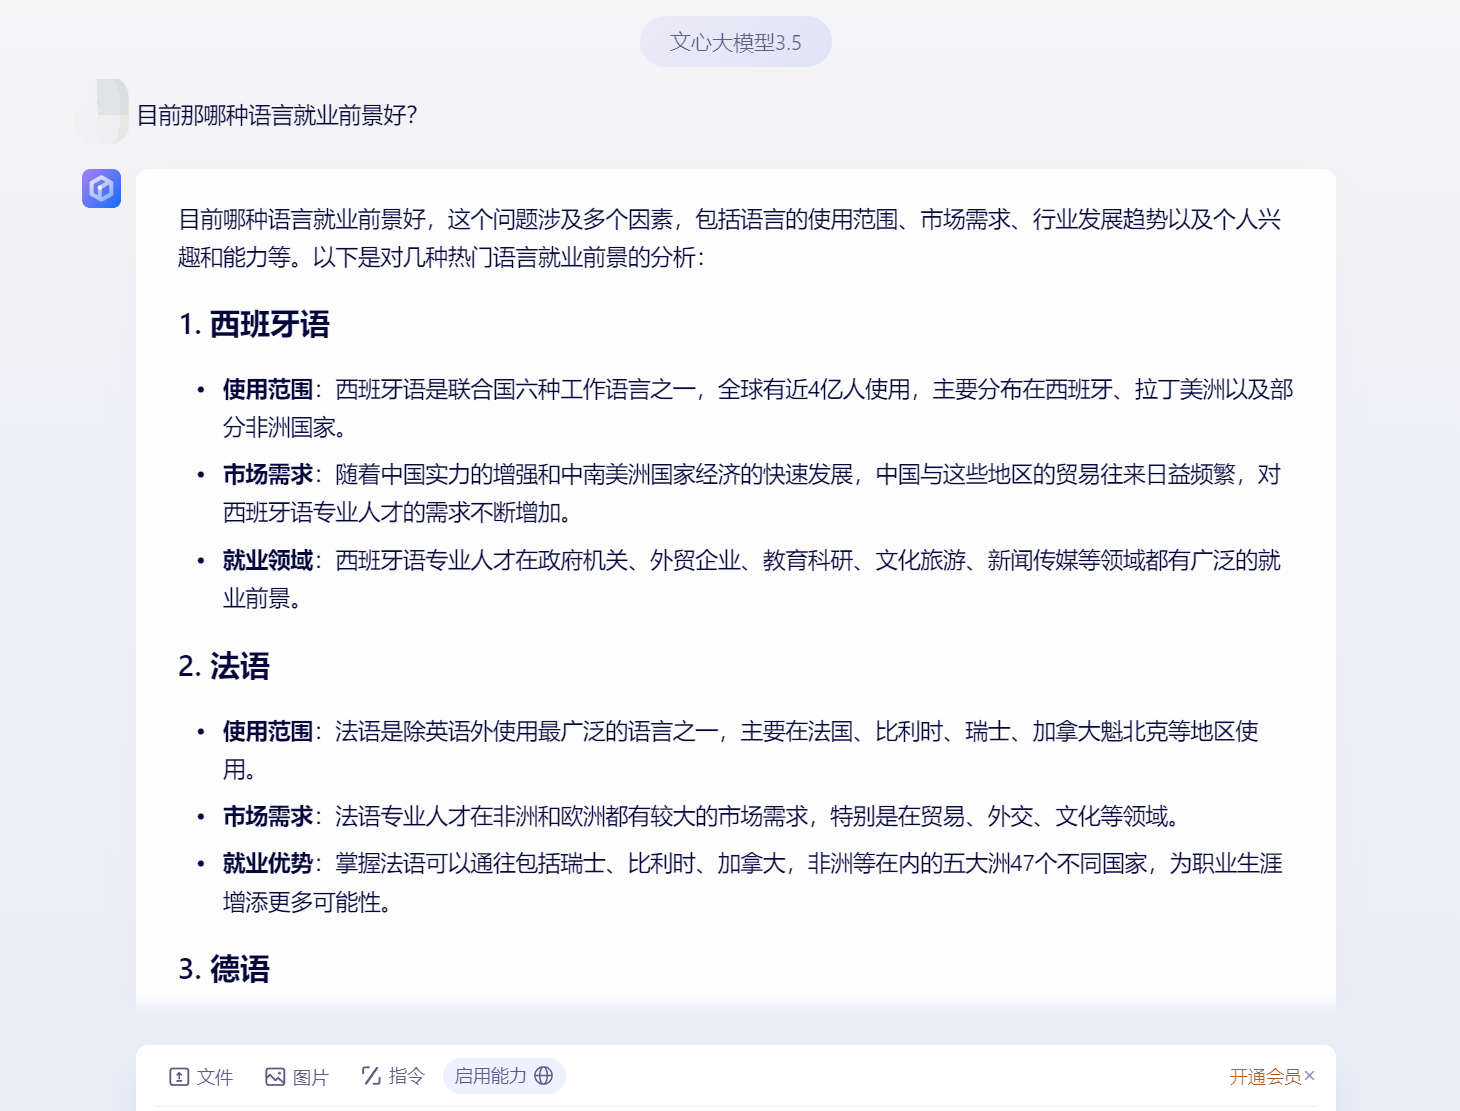 文心大模型3.5
目前那哪种语言就业前景好?
目前哪种语言就业前景好，这个问题涉及多个因素，包括语言的使用范围、市场需求、行业发展趋势以及个人兴
趣和能力等。以下是对几种热门语言就业前景的分析：
1. 西班牙语
• 使用范围：西班牙语是联合国六种工作语言之一，全球有近4亿人使用，主要分布在西班牙、拉丁美洲以及部
分非洲国家。
• 市场需求：随着中国实力的增强和中南美洲国家经济的快速发展，中国与这些地区的贸易往来日益频繁，对
西班牙语专业人才的需求不断增加。
• 就业领域：西班牙语专业人才在政府机关、外贸企业、教育科研、文化旅游、新闻传媒等领域都有广泛的就
业前景。
2. 法语
• 使用范围：法语是除英语外使用最广泛的语言之一，主要在法国、比利时、瑞士、加拿大魁北克等地区使
用。
• 市场需求：法语专业人才在非洲和欧洲都有较大的市场需求，特别是在贸易、外交、文化等领域。
• 就业优势：掌握法语可以通往包括瑞士、比利时、加拿大，非洲等在内的五大洲47个不同国家，为职业生涯
增添更多可能性。
3. 德语
文件 图片 指令 启用能力 开通会员×